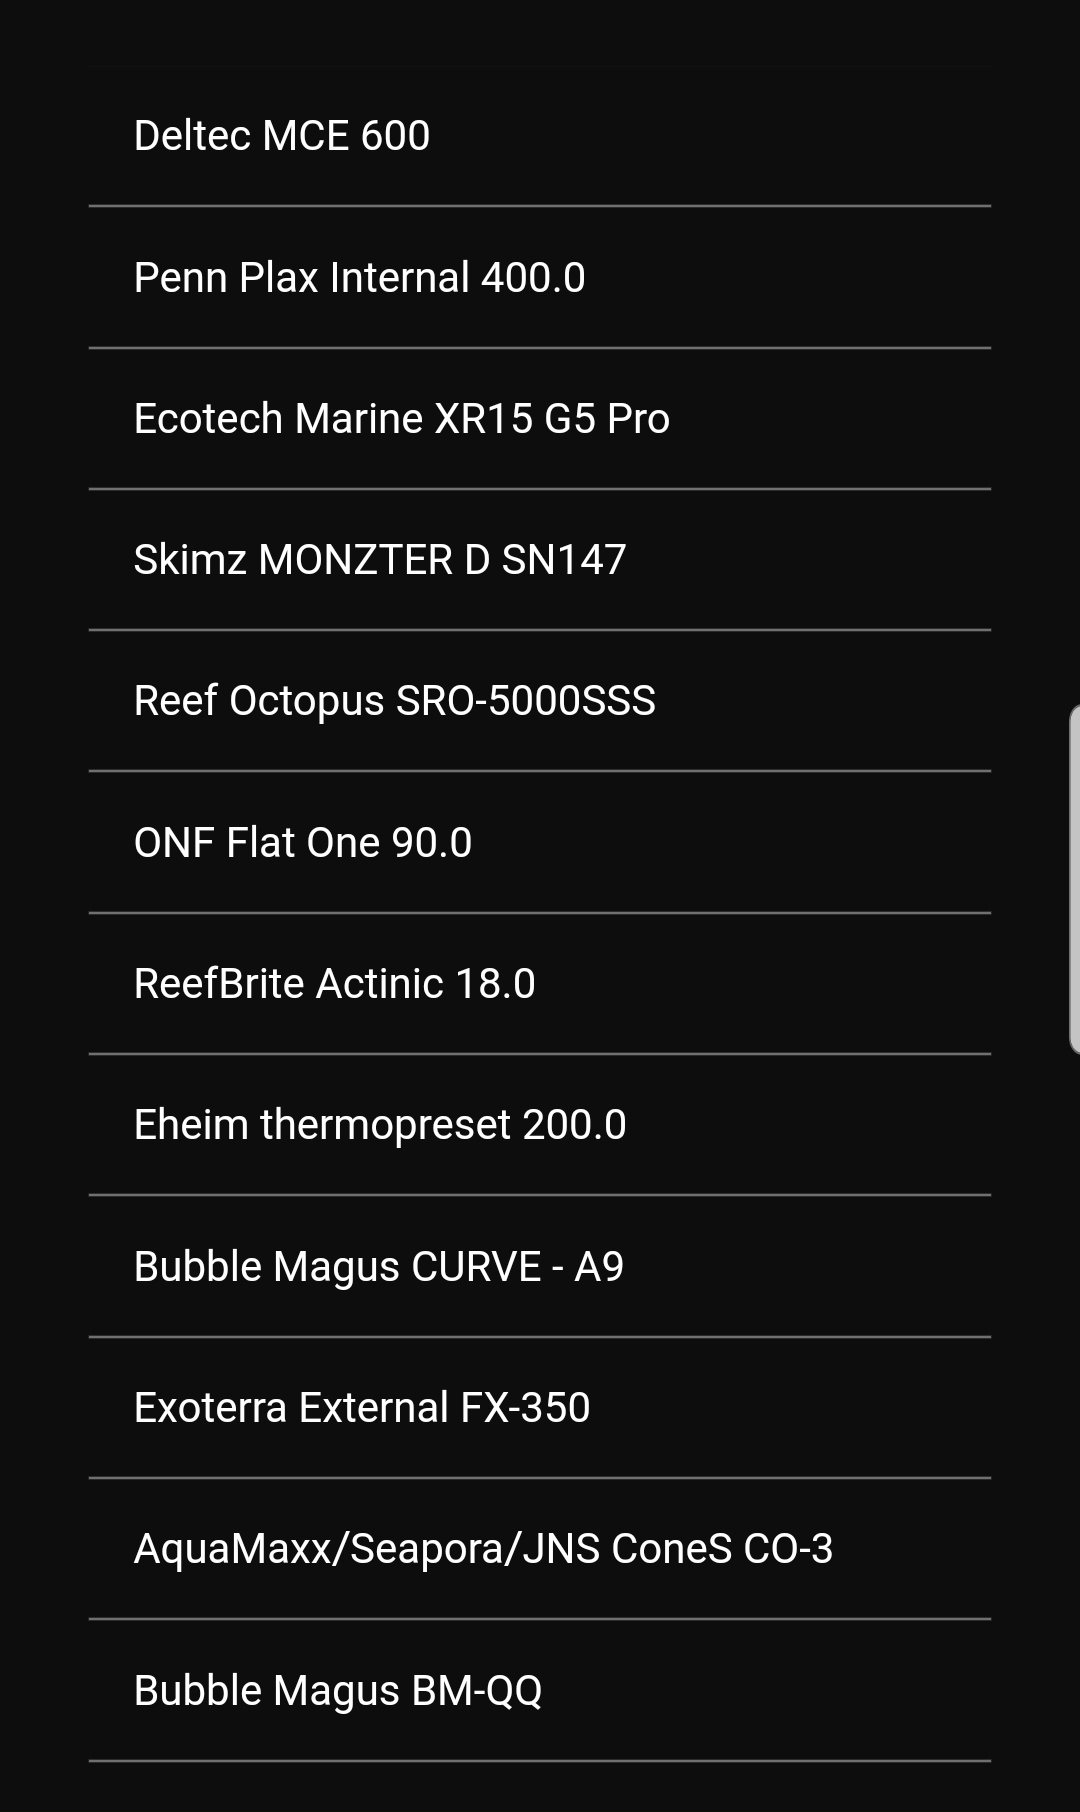 Deltec MCE 600
Penn Plax Internal 400.0
Ecotech Marine XR15 G5 Pro
Skimz MONZTER D SN147
Reef Octopus SRO-5000SSS
ONF Flat One 90.0
ReefBrite Actinic 18.0
Eheim thermopreset 200.0
Bubble Magus CURVE - A9
Exoterra External FX-350
AquaMaxx/Seapora/JNS ConeS CO-3
Bubble Magus BM-QQ